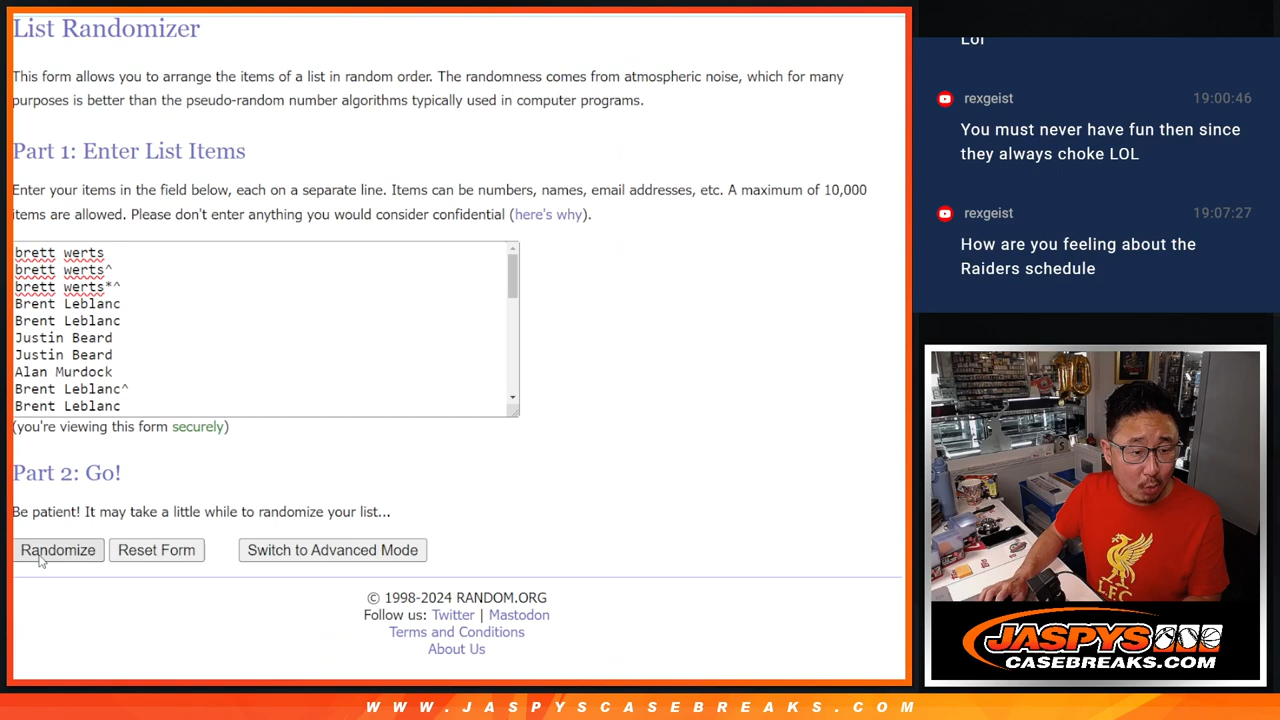 List Randomizer
This form allows you to arrange the items of a list in random order. The randomness comes from atmospheric noise, which for many
purposes is better than the pseudo-random number algorithms typically used in computer programs.
Part 1: Enter List Items
Enter your items in the field below, each on a separate line. Items can be numbers, names, email addresses, etc. A maximum of 10,000
items are allowed. Please don't enter anything you would consider confidential (here's why).
brett werts
brett werts^
brett werts*^
Brent Leblanc
Brent Leblanc
Justin Beard
Justin Beard
Alan Murdock
Brent Leblanc^
Brent Leblanc
(you're viewing this form securely)
Part 2: Go!
Be patient! It may take a little while to randomize your list...
Randomize Reset Form Switch to Advanced Mode
© 1998-2024 RANDOM.ORG
Follow us: Twitter | Mastodon
Terms and Conditions
About Us
Lol
rexgeist 19:00:46
You must never have fun then since
they always choke LOL
rexgeist 19:07:27
How are you feeling about the
Raiders schedule
10
L.F.C.
JASPYS
CASEBREAKS.COM
WWW.JASPYSCASEBREAKS.COM